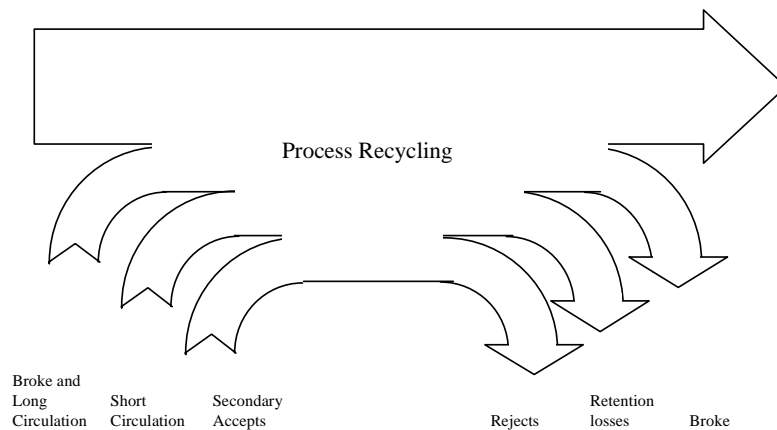 Process Recycling
Broke and
Long
Circulation
Short
Circulation
Secondary
Accepts
Rejects
Retention
losses
Broke